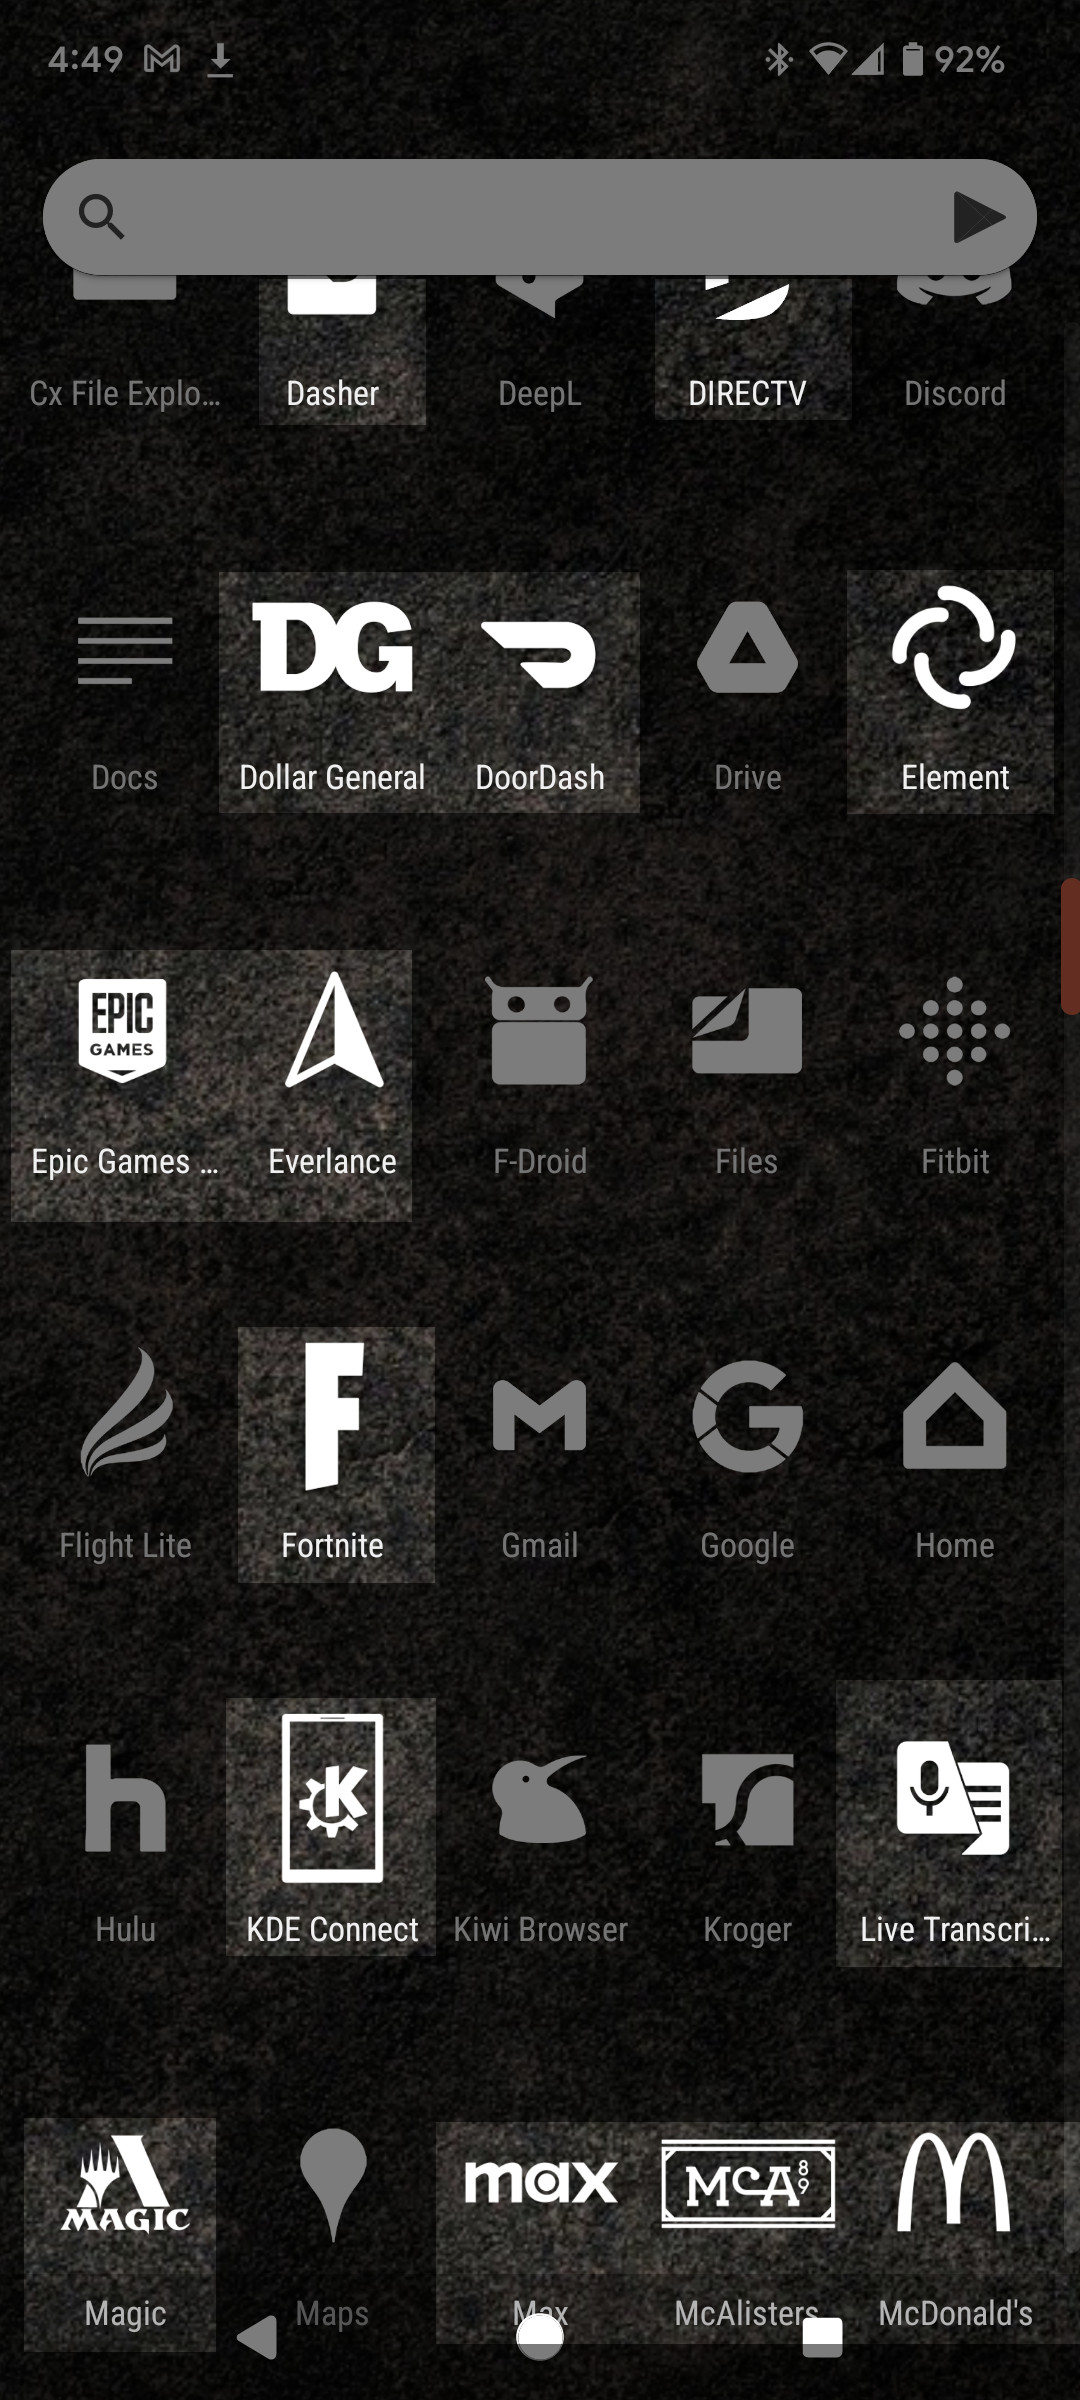 4:49 92%
Cx File Explo... Dasher DeepL DIRECTV Discord
DG
Docs Dollar General DoorDash Drive Element
EPIC
GAMES
Epic Games ... Everlance F-Droid Files Fitbit
Flight Lite Fortnite Gmail Google Home
Hulu KDE Connect Kiwi Browser Kroger Live Transcri...
MAGIC max McA 89
Magic Maps Max McAlisters McDonald's